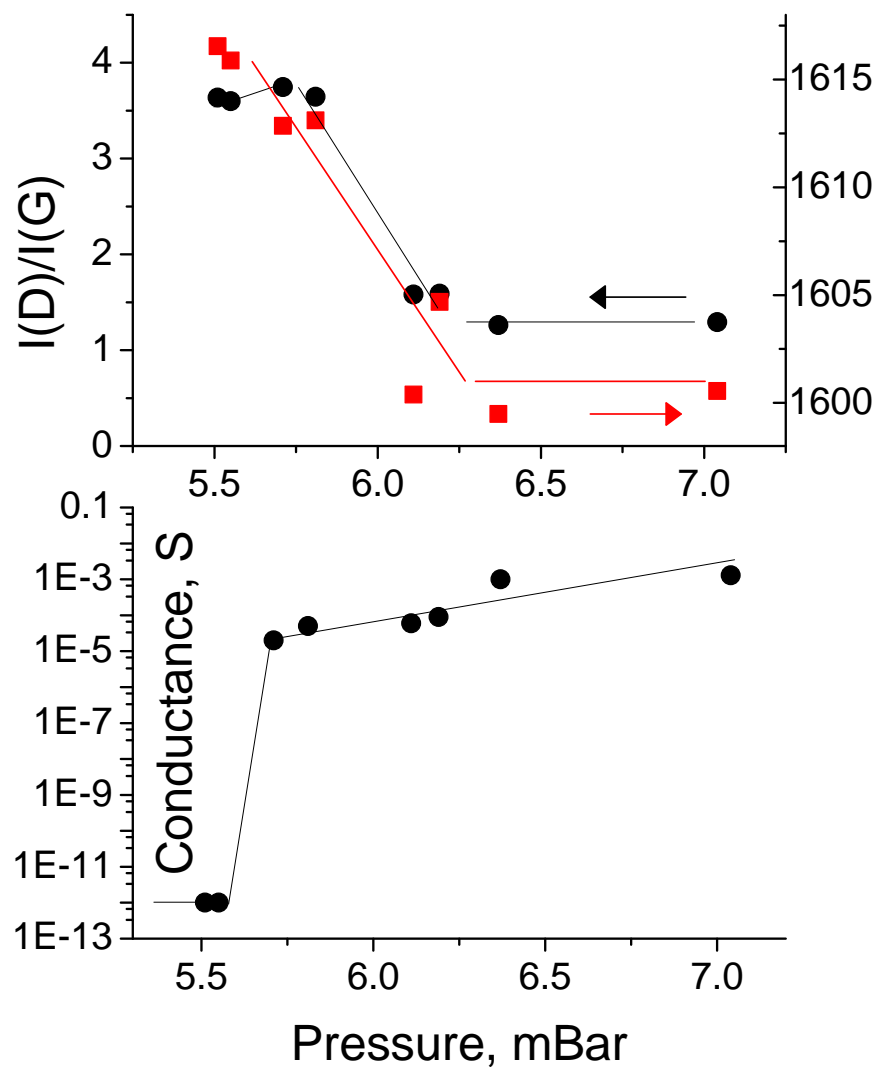 I(D)/I(G)
4
3
2
1
0
1615
1610
1605
1600
5.5 6.0 6.5 7.0
Conductance, S
0.1
1E-3
1E-5
1E-7
1E-9
1E-11
1E-13
5.5 6.0 6.5 7.0
Pressure, mBar